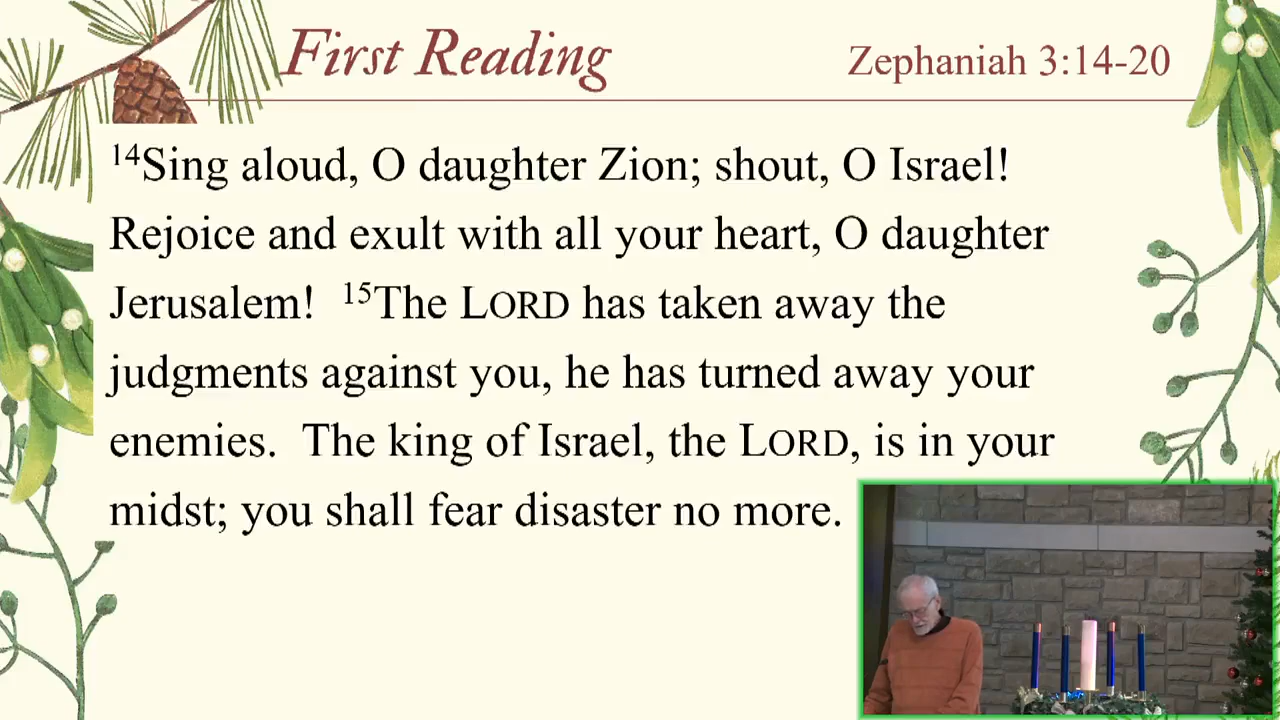 First Reading
Zephaniah 3:14-20
¹⁴Sing aloud, O daughter Zion; shout, O Israel!
Rejoice and exult with all your heart, O daughter
Jerusalem!  ¹⁵The LORD has taken away the
judgments against you, he has turned away your
enemies.  The king of Israel, the LORD, is in your
midst; you shall fear disaster no more.